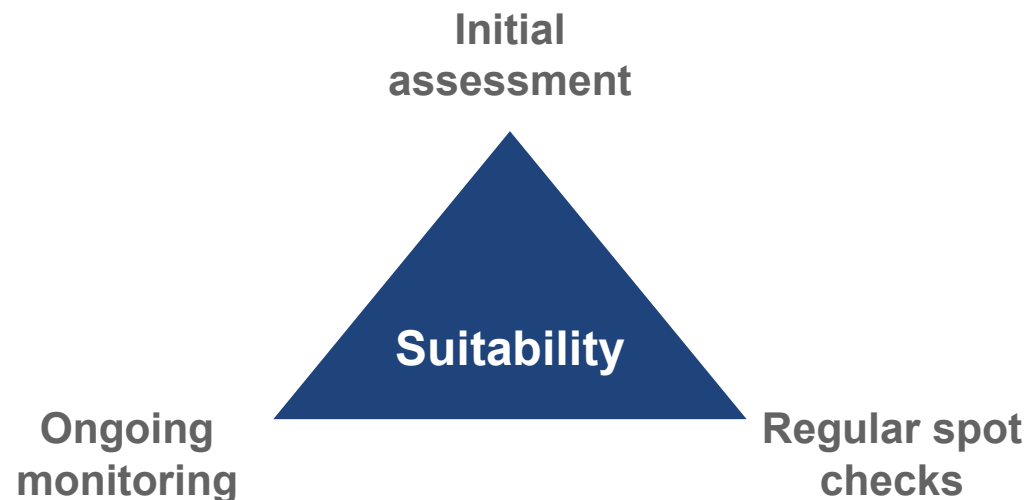 Initial
assessment
Suitability
Ongoing
monitoring
Regular spot
checks